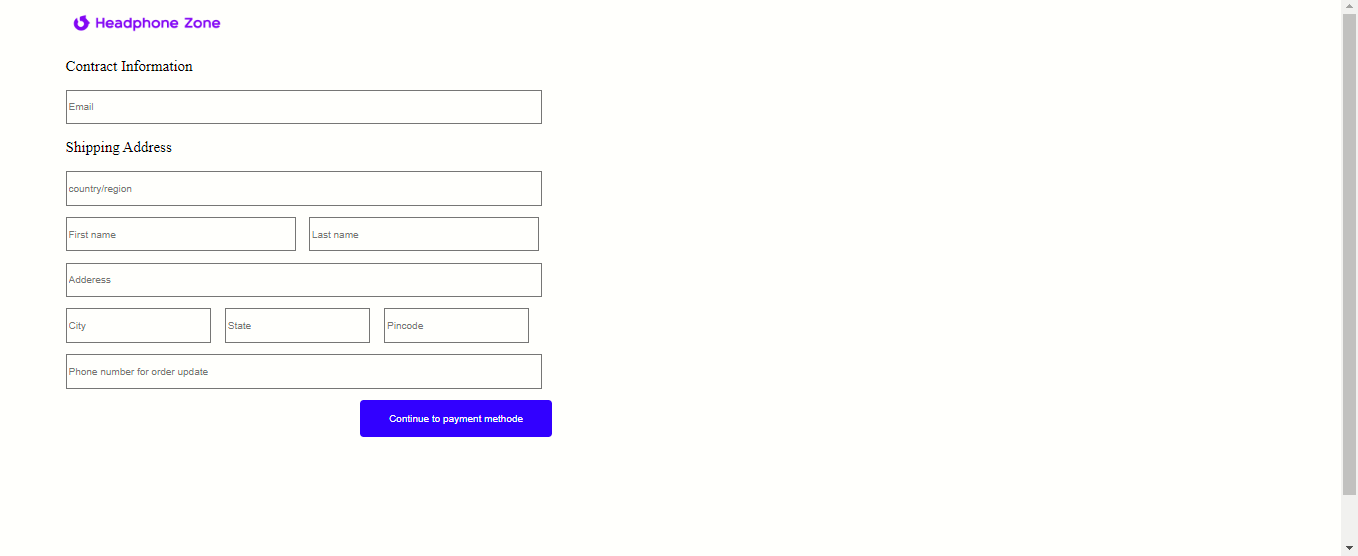 Headphone Zone
Contract Information
Email
Shipping Address
country/region
First name Last name
Adderess
City State Pincode
Phone number for order update
Continue to payment methode